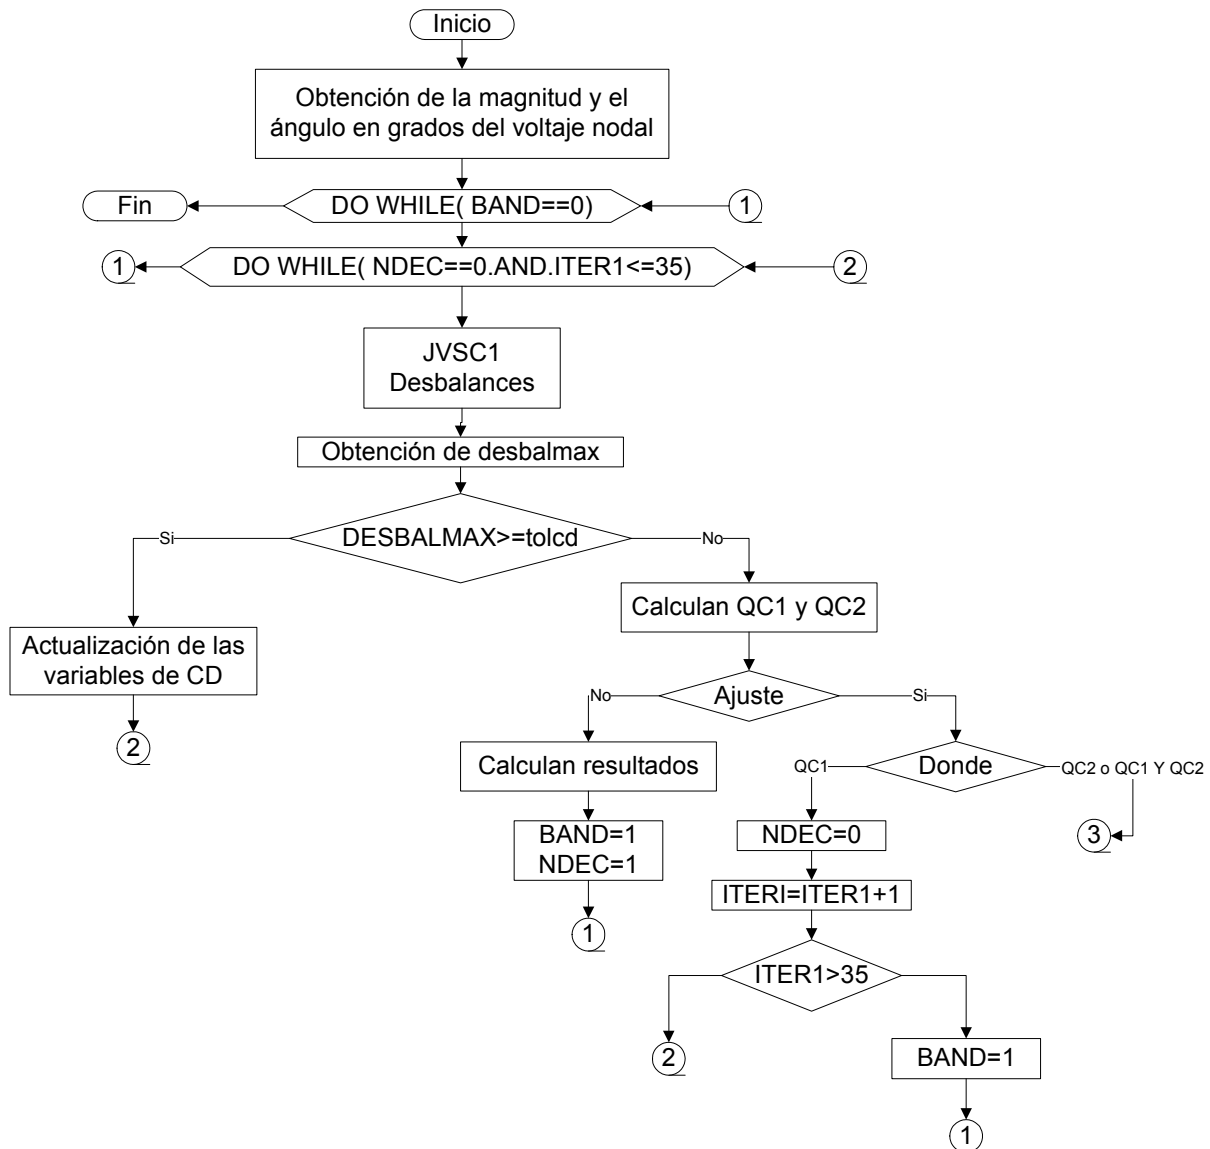 Inicio
Obtención de la magnitud y el
ángulo en grados del voltaje nodal
Fin
DO WHILE( BAND==0)
1
1
DO WHILE( NDEC==0.AND.ITER1<=35)
2
JVSC1
Desbalances
Obtención de desbalmax
Si
DESBALMAX>=tolcd
No
Calculan QC1 y QC2
Actualización de las
variables de CD
No
Ajuste
Si
2
Calculan resultados
QC1
Donde
QC2 o QC1 Y QC2
BAND=1
NDEC=1
NDEC=0
3
ITERI=ITER1+1
1
ITER1>35
2
BAND=1
1